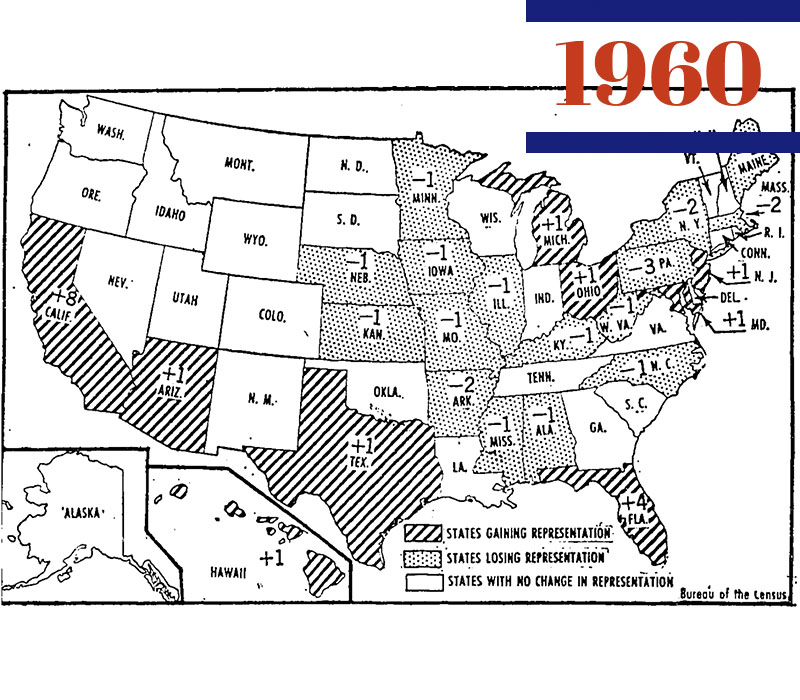 1960
WASH.
MONT.
N. D.
-1
MINN.
VT.
MAINE
MASS.
-2
ORE.
IDAHO
WYO.
S. D.
WIS.
+1
MICH.
-2
N. Y.
R. I.
CONN.
NEV.
UTAH
COLO.
-1
NEB.
-1
IOWA
-1
ILL.
IND.
+1
OHIO
-3 PA.
+1 N. J.
DEL.
+1 MD.
+8
CALIF.
-1
KAN.
-1
MO.
KY -1
-1
W. VA.
VA.
+1
ARIZ.
N. M.
OKLA.
-2
ARK.
TENN.
-1 N. C.
S. C.
+1
TEX.
LA.
-1
MISS.
-1
ALA.
GA.
+4
FLA.
'ALASKA'
HAWAII
+1
STATES GAINING REPRESENTATION
STATES LOSING REPRESENTATION
STATES WITH NO CHANGE IN REPRESENTATION
Bureau of the Census